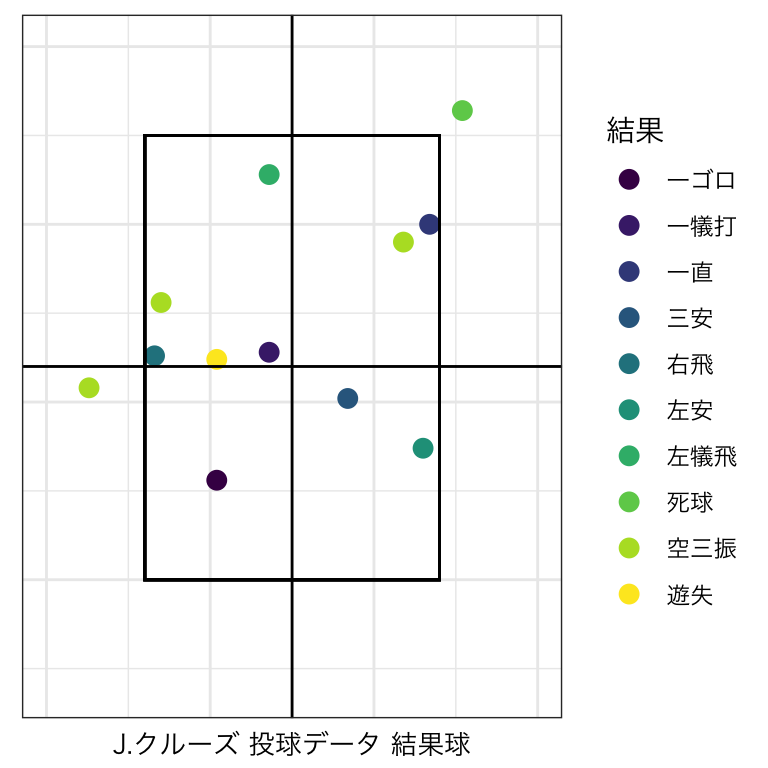 結果
一ゴロ
一犠打
一直
三安
右飛
左安
左犠飛
死球
空三振
遊失
J.クルーズ 投球データ 結果球